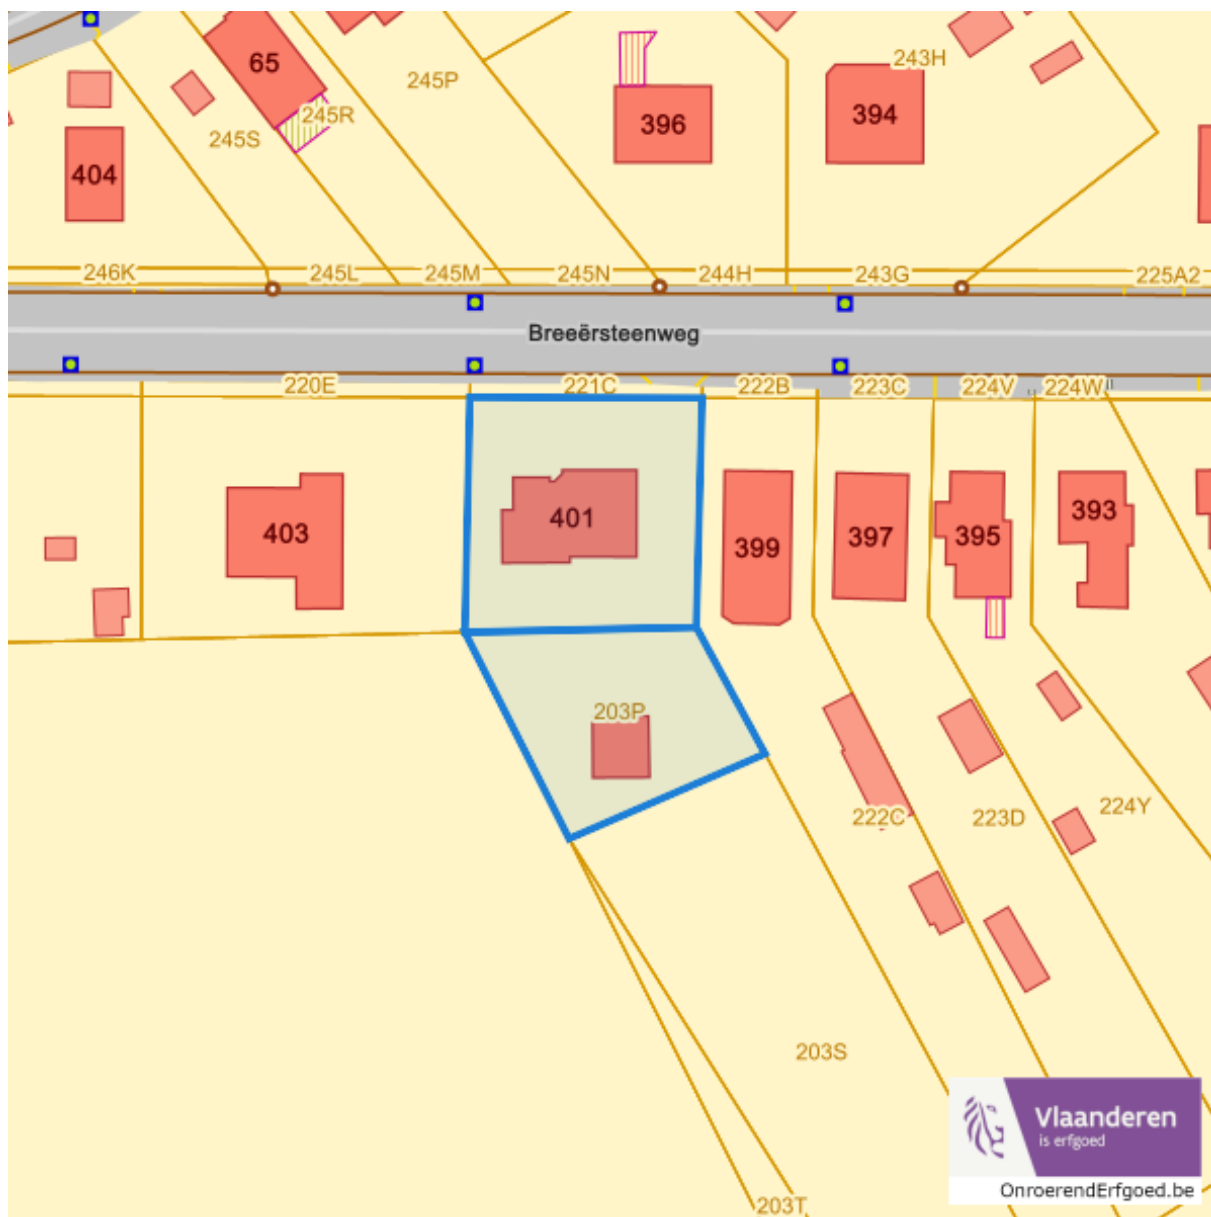 65
245P
243H
245R
396
394
245S
404
246K
245L
245M
245N
244H
243G
225A2
Breeërsteenweg
220E
221C
222B
223C
224V
224W
403
401
399
397
395
393
203P
222C
223D
224Y
203S
203T
Vlaanderen
is erfgoed
OnroerendErfgoed.be